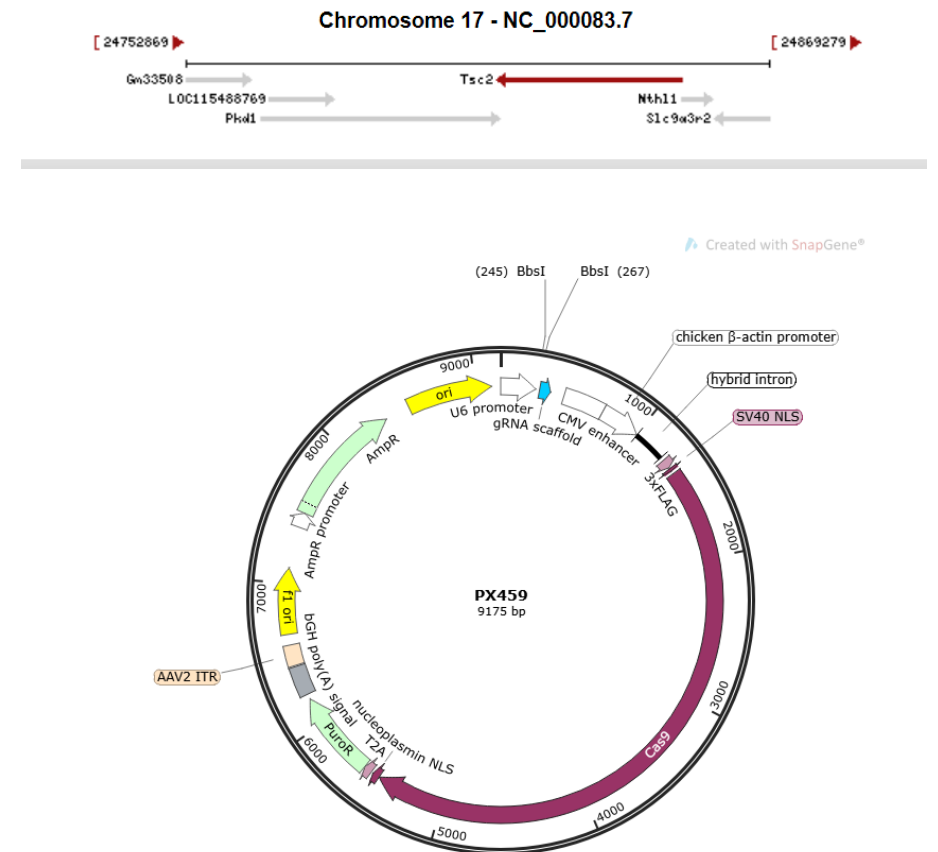 Chromosome 17 - NC_000083.7
[ 24752869
[ 24869279
Gm33508
Tsc2
LOC115488769
Nthl1
Pkd1
Slc9a3r2
Created with SnapGene®
(245) BbsI
BbsI (267)
chicken β-actin promoter
hybrid intron
SV40 NLS
9000
1000
ori
U6 promoter
gRNA scaffold
CMV enhancer
3xFLAG
8000
AmpR
AmpR promoter
2000
7000
f1 ori
PX459
9175 bp
bGH poly(A) signal
AAV2 ITR
nucleoplasmin NLS
T2A
PuroR
6000
3000
Cas9
4000
5000